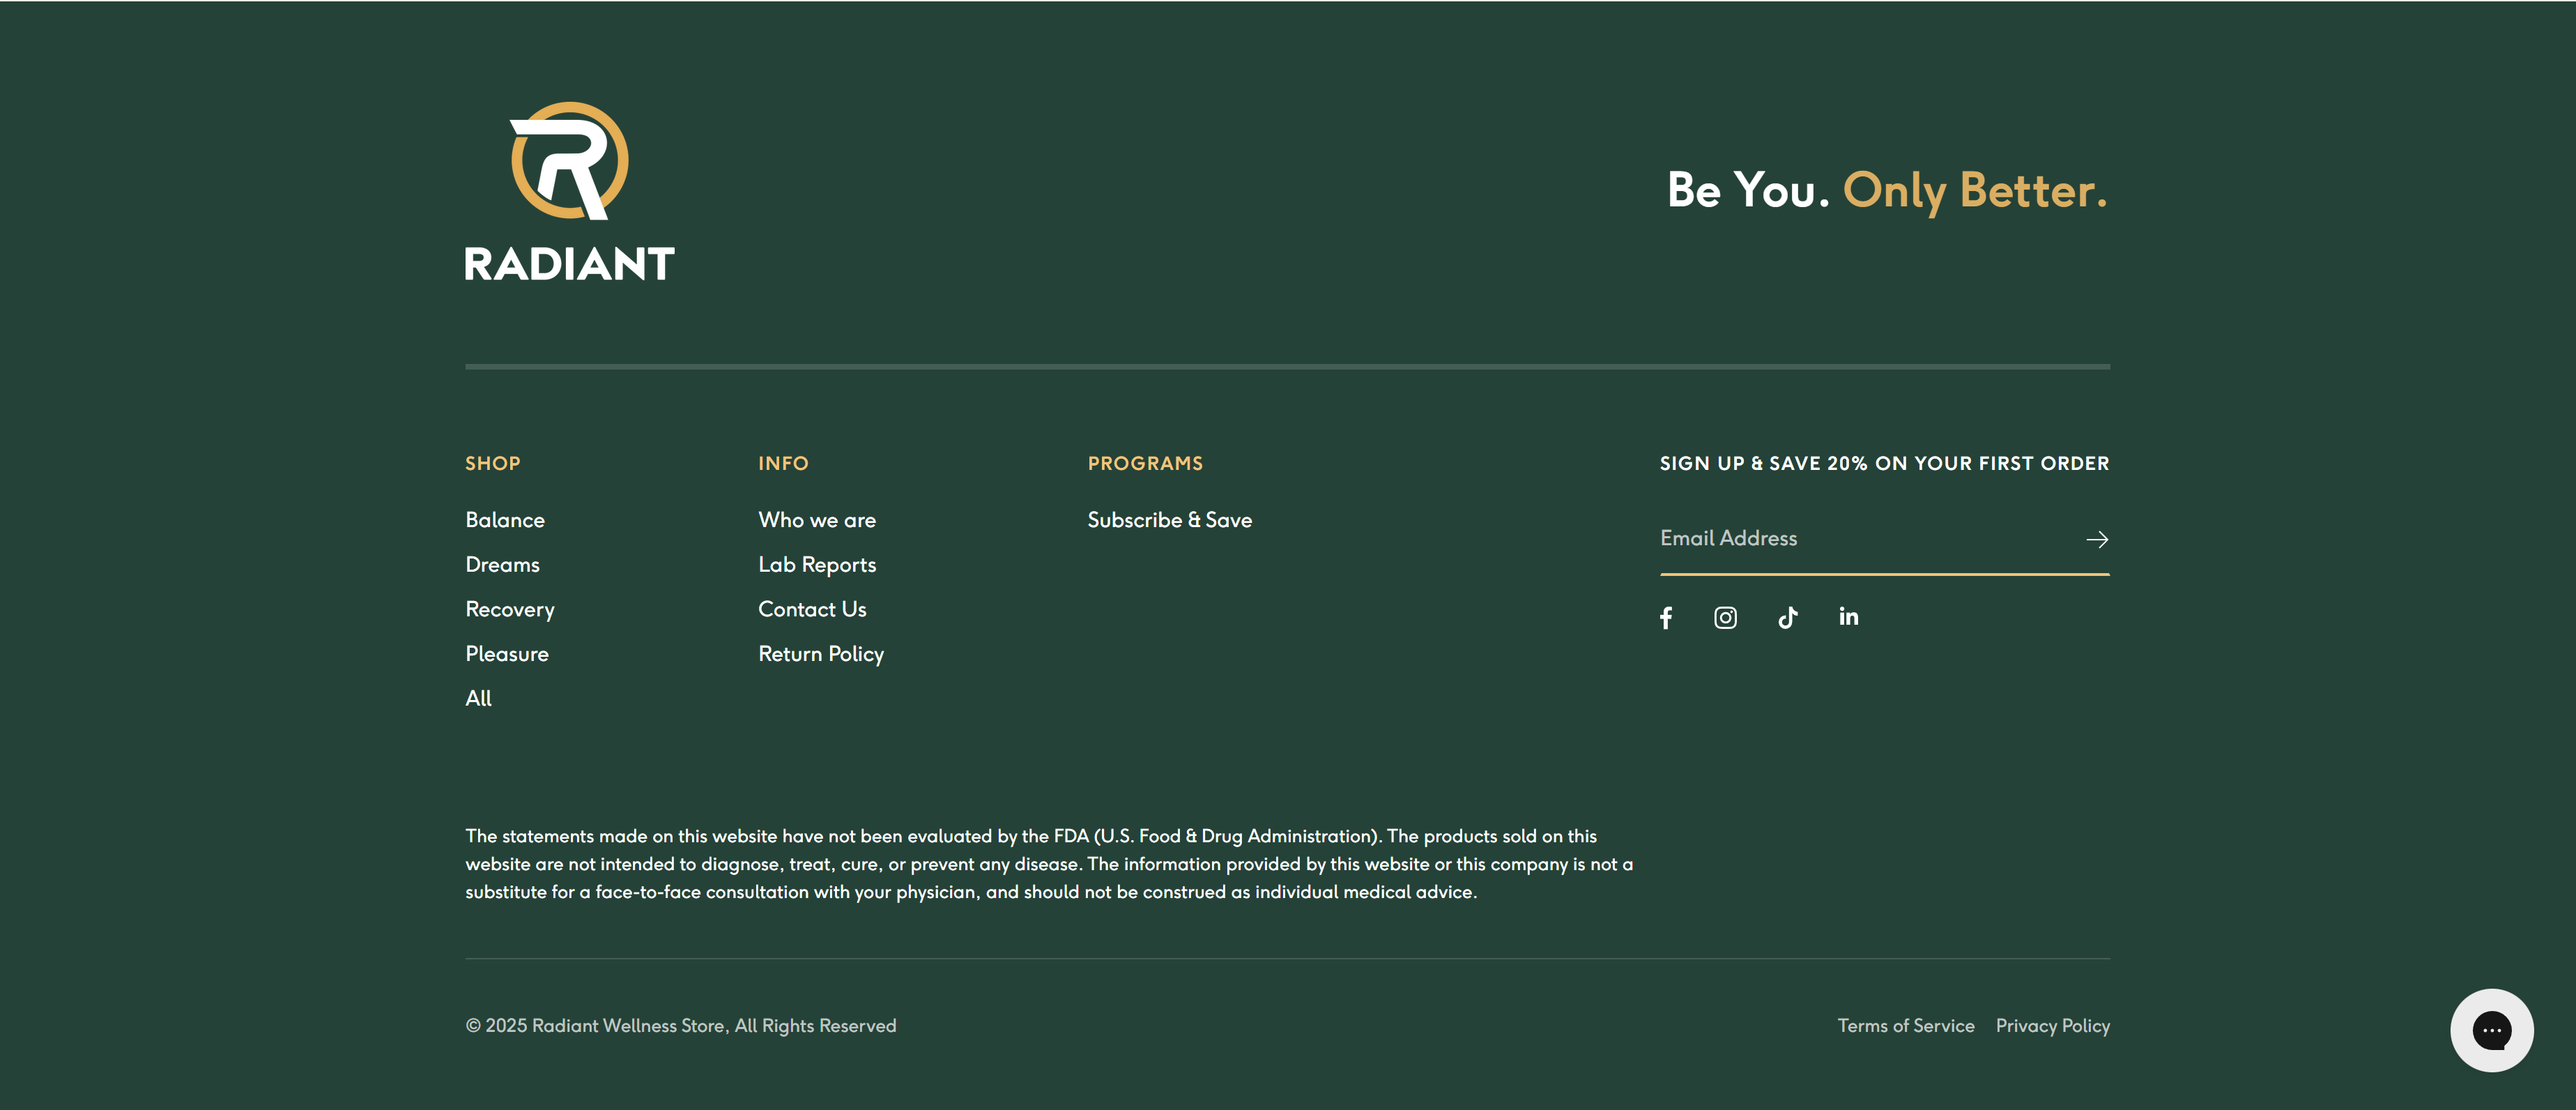 RADIANT
Be You. Only Better.
SHOP
Balance
Dreams
Recovery
Pleasure
All
INFO
Who we are
Lab Reports
Contact Us
Return Policy
PROGRAMS
Subscribe & Save
SIGN UP & SAVE 20% ON YOUR FIRST ORDER
Email Address
The statements made on this website have not been evaluated by the FDA (U.S. Food & Drug Administration). The products sold on this
website are not intended to diagnose, treat, cure, or prevent any disease. The information provided by this website or this company is not a
substitute for a face-to-face consultation with your physician, and should not be construed as individual medical advice.
© 2025 Radiant Wellness Store, All Rights Reserved
Terms of Service Privacy Policy